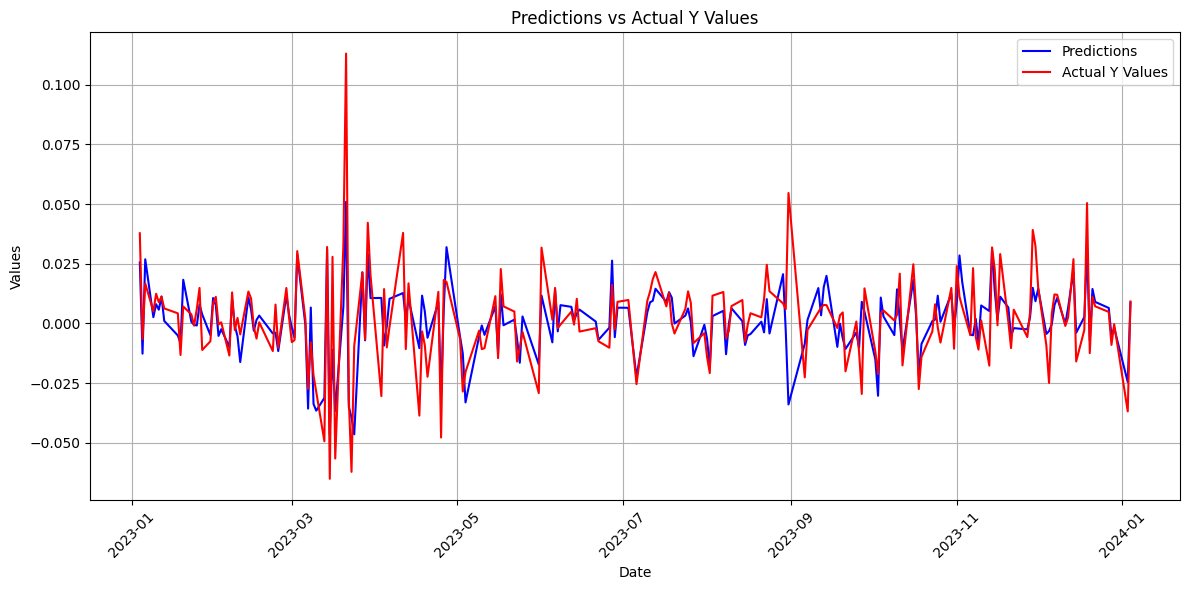 Predictions vs Actual Y Values
Predictions
Actual Y Values
0.100
0.075
0.050
0.025
0.000
−0.025
−0.050
Values
2023-01
2023-03
2023-05
2023-07
2023-09
2023-11
2024-01
Date